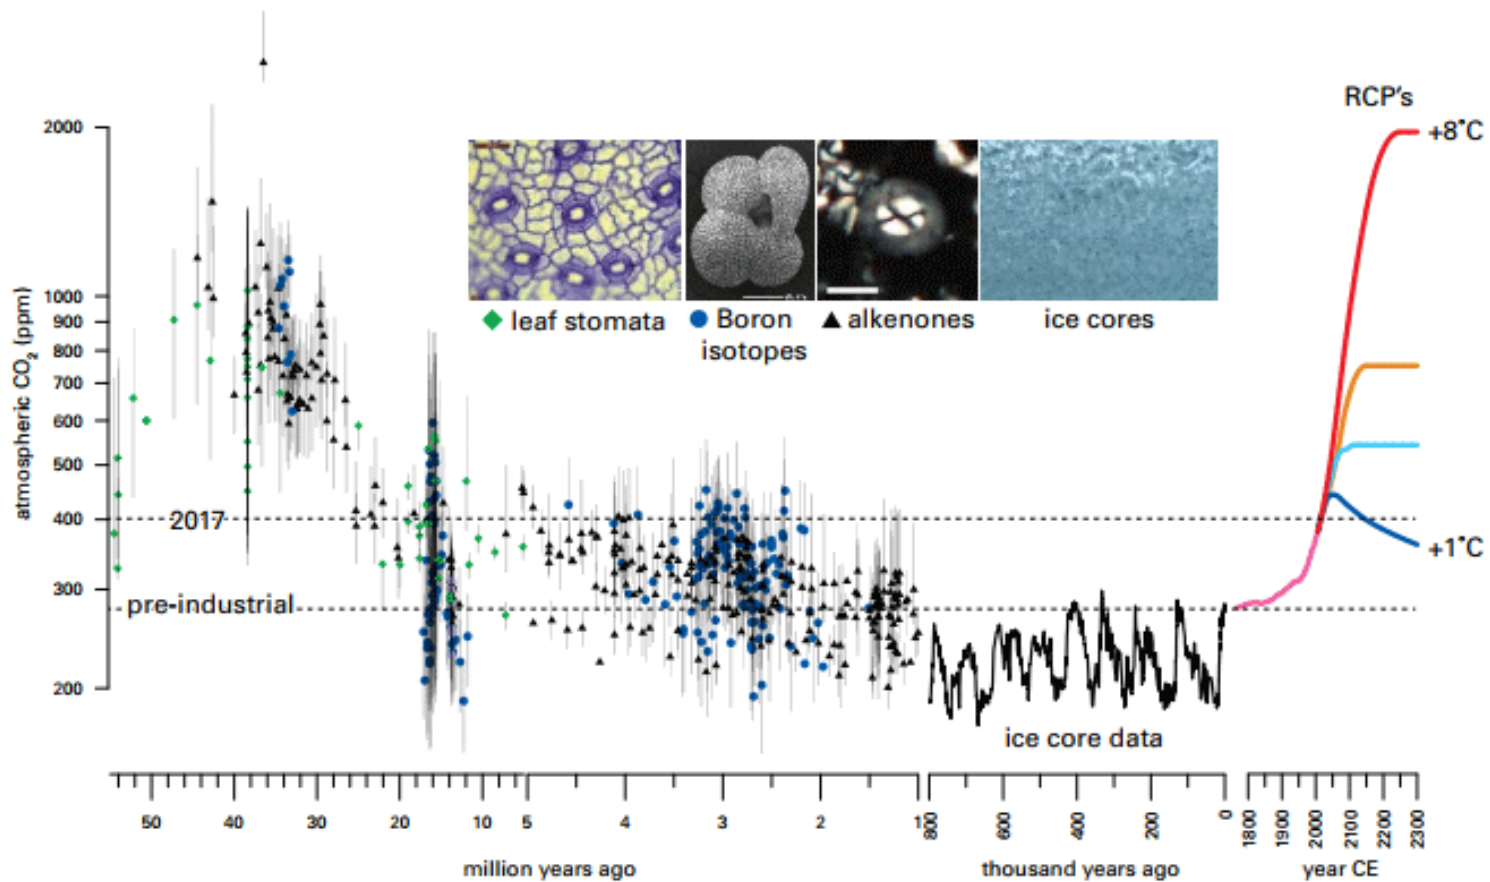 RCP's
2000
+8°C
1000
900
800
700
600
500
400
300
200
atmospheric CO₂ (ppm)
leaf stomata
Boron
isotopes
alkenones
ice cores
2017
+1°C
pre-industrial
ice core data
50 40 30 20 10 5 4 3 2 1
800 600 400 200 0
1800 1900 2000 2100 2200 2300
million years ago
thousand years ago
year CE